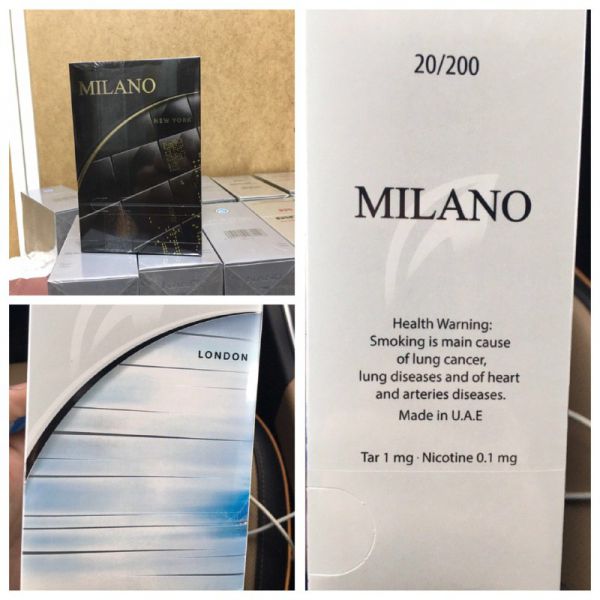 MILANO
NEW YORK
LONDON
20/200
MILANO
Health Warning:
Smoking is main cause
of lung cancer,
lung diseases and of heart
and arteries diseases.
Made in U.A.E
Tar 1 mg · Nicotine 0.1 mg